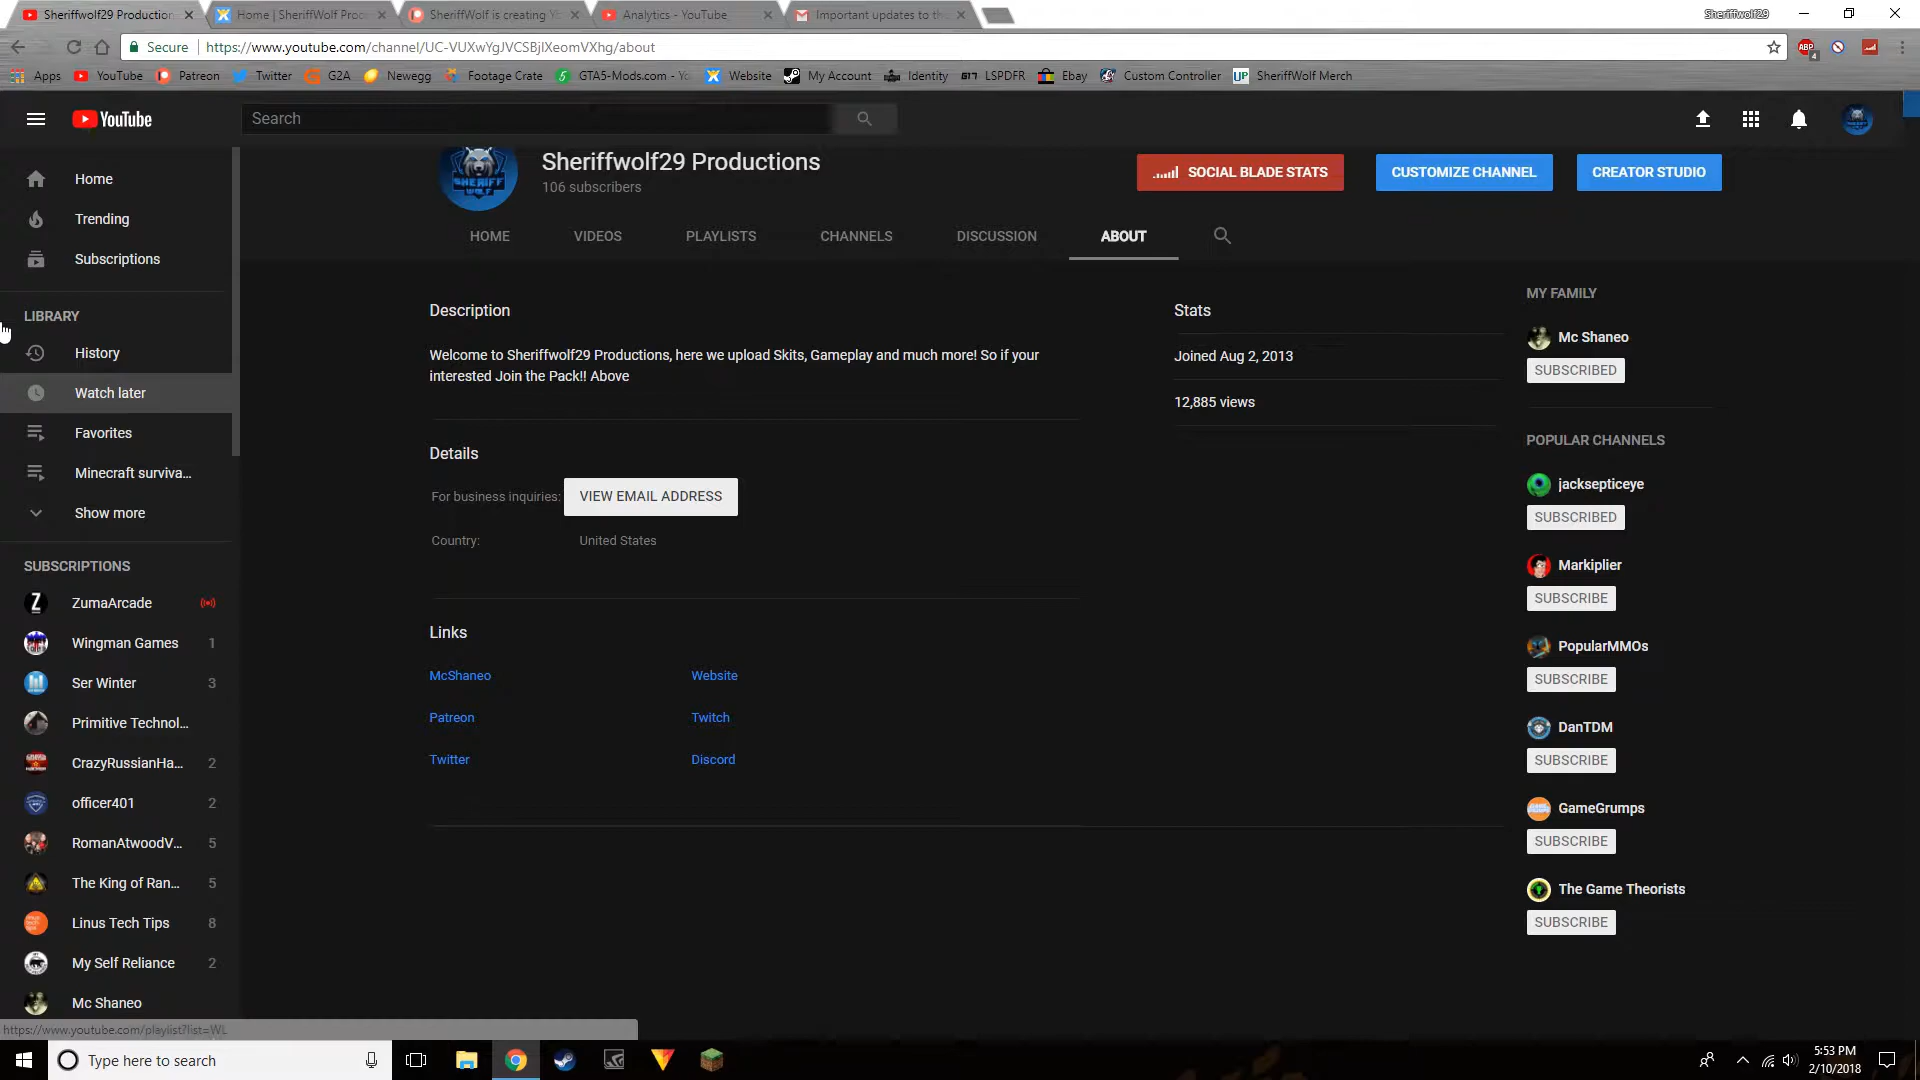 Sheriffwolf29 Production
Home | SheriffWolf Proc
SheriffWolf is creating Y
Analytics - YouTube
Important updates to th
Sheriffwolf29
Secure
https://www.youtube.com/channel/UC-VUXwYgJVCSBjlXeomVXhg/about
ABP
4
Apps
YouTube
Patreon
Twitter
G2A
Newegg
Footage Crate
GTA5-Mods.com - Yo
Website
My Account
Identity
G17
LSPDFR
Ebay
Custom Controller
UP
SheriffWolf Merch
YouTube
Search
Sheriffwolf29 Productions
106 subscribers
SHERIFF
WOLF
SOCIAL BLADE STATS
CUSTOMIZE CHANNEL
CREATOR STUDIO
HOME
VIDEOS
PLAYLISTS
CHANNELS
DISCUSSION
ABOUT
Home
Trending
Subscriptions
LIBRARY
History
Watch later
Favorites
Minecraft surviva...
Show more
SUBSCRIPTIONS
ZumaArcade
Wingman Games 1
Ser Winter 3
Primitive Technol...
CrazyRussianHa... 2
officer401 2
RomanAtwoodV... 5
The King of Ran... 5
Linus Tech Tips 8
My Self Reliance 2
Mc Shaneo
https://www.youtube.com/playlist?list=WL
Description
Welcome to Sheriffwolf29 Productions, here we upload Skits, Gameplay and much more! So if your
interested Join the Pack!! Above
Details
For business inquiries: VIEW EMAIL ADDRESS
Country: United States
Links
McShaneo Website
Patreon Twitch
Twitter Discord
Stats
Joined Aug 2, 2013
12,885 views
MY FAMILY
Mc Shaneo
SUBSCRIBED
POPULAR CHANNELS
jacksepticeye
SUBSCRIBED
Markiplier
SUBSCRIBE
PopularMMOs
SUBSCRIBE
DanTDM
SUBSCRIBE
GameGrumps
SUBSCRIBE
The Game Theorists
SUBSCRIBE
Type here to search
5:53 PM
2/10/2018